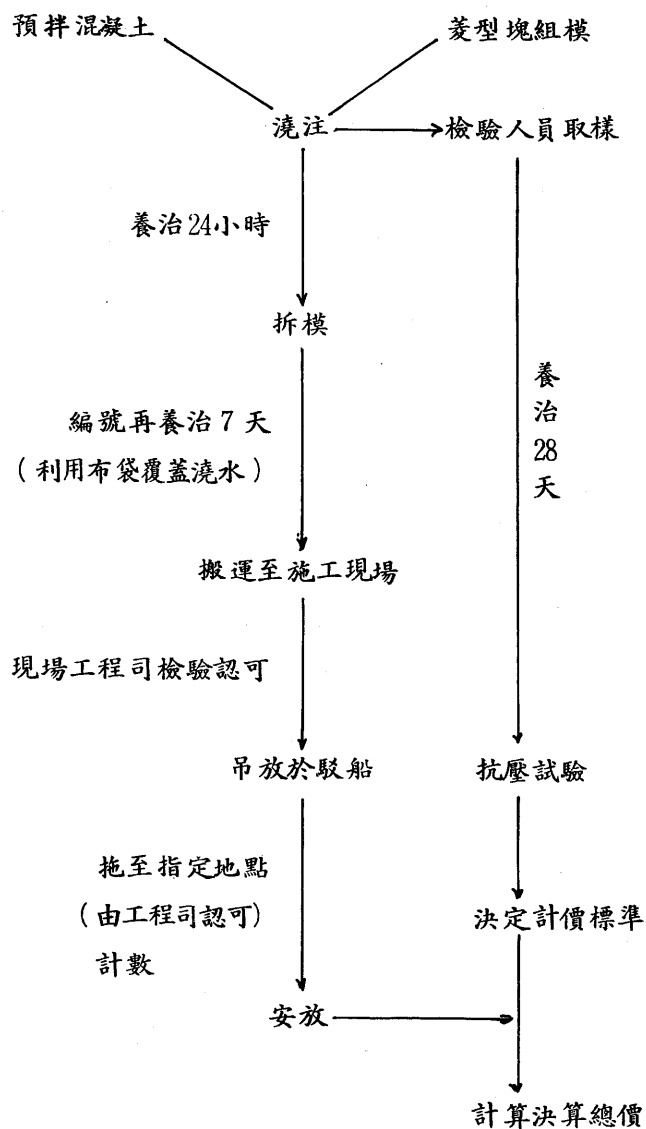 預拌混凝土
菱型塊組模
澆注
檢驗人員取樣
養治24小時
拆模
編號再養治7天
(利用布袋覆蓋澆水)
養治28天
搬運至施工現場
現場工程司檢驗認可
吊放於駁船
抗壓試驗
拖至指定地點
(由工程司認可)
計數
決定計價標準
安放
計算決算總價